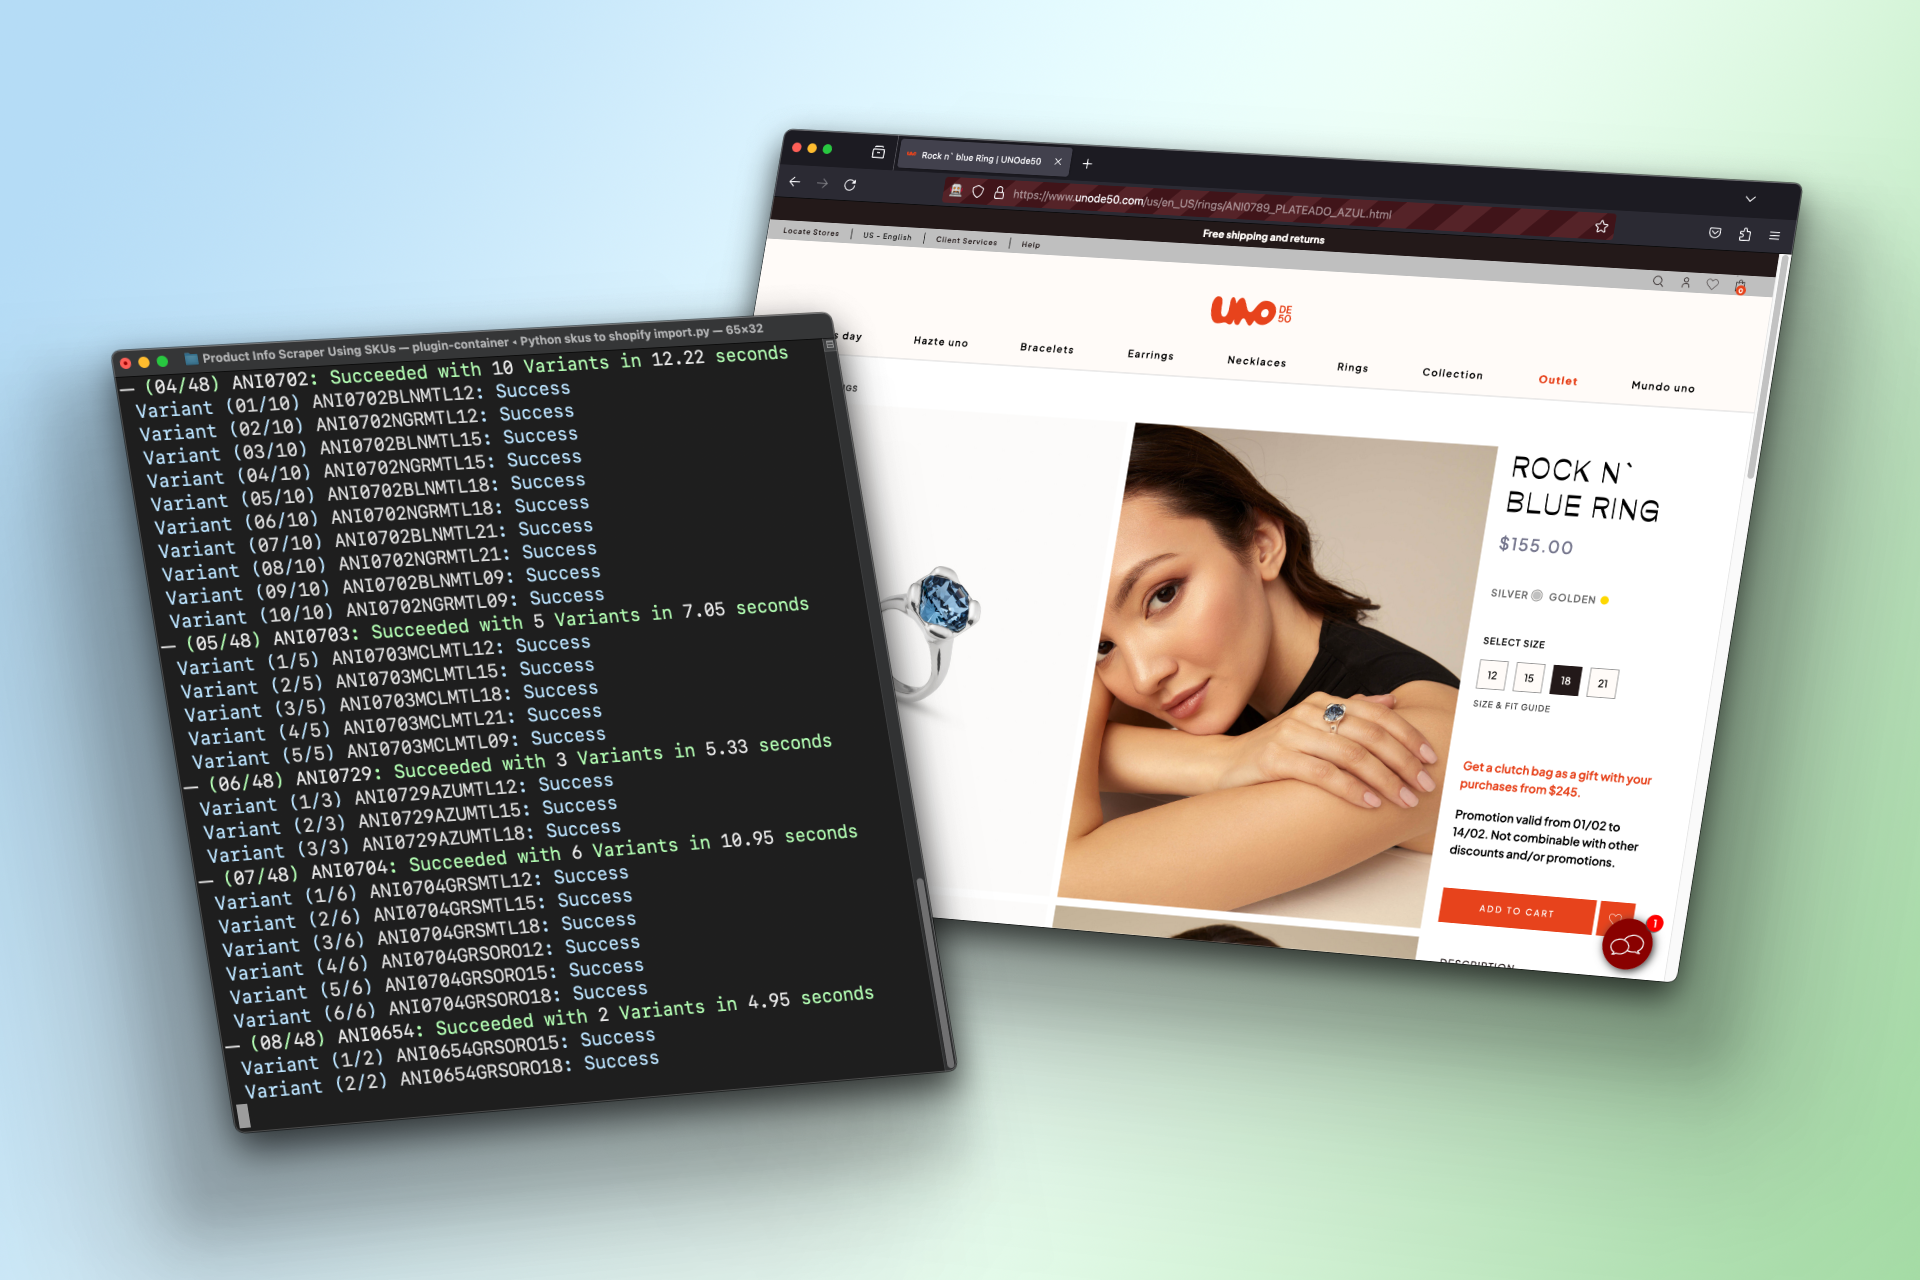 Product Info Scraper Using SKUs — plugin-container ◂ Python skus to shopify import.py — 65×32
— (04/48) ANI0702: Succeeded with 10 Variants in 12.22 seconds
Variant (01/10) ANI0702BLNMTL12: Success
Variant (02/10) ANI0702NGRMTL12: Success
Variant (03/10) ANI0702BLNMTL15: Success
Variant (04/10) ANI0702NGRMTL15: Success
Variant (05/10) ANI0702BLNMTL18: Success
Variant (06/10) ANI0702NGRMTL18: Success
Variant (07/10) ANI0702BLNMTL21: Success
Variant (08/10) ANI0702NGRMTL21: Success
Variant (09/10) ANI0702BLNMTL09: Success
Variant (10/10) ANI0702NGRMTL09: Success
— (05/48) ANI0703: Succeeded with 5 Variants in 7.05 seconds
Variant (1/5) ANI0703MCLMTL12: Success
Variant (2/5) ANI0703MCLMTL15: Success
Variant (3/5) ANI0703MCLMTL18: Success
Variant (4/5) ANI0703MCLMTL21: Success
Variant (5/5) ANI0703MCLMTL09: Success
— (06/48) ANI0729: Succeeded with 3 Variants in 5.33 seconds
Variant (1/3) ANI0729AZUMTL12: Success
Variant (2/3) ANI0729AZUMTL15: Success
Variant (3/3) ANI0729AZUMTL18: Success
— (07/48) ANI0704: Succeeded with 6 Variants in 10.95 seconds
Variant (1/6) ANI0704GRSMTL12: Success
Variant (2/6) ANI0704GRSMTL15: Success
Variant (3/6) ANI0704GRSMTL18: Success
Variant (4/6) ANI0704GRSORO12: Success
Variant (5/6) ANI0704GRSORO15: Success
Variant (6/6) ANI0704GRSORO18: Success
— (08/48) ANI0654: Succeeded with 2 Variants in 4.95 seconds
Variant (1/2) ANI0654GRSORO15: Success
Variant (2/2) ANI0654GRSORO18: Success
Rock n` blue Ring | UNOde50
https://www.unode50.com/us/en_US/rings/ANI0789_PLATEADO_AZUL.html
Free shipping and returns
Locate Stores | US - English | Client Services | Help
0
UNO DE 50
s day Hazte uno Bracelets Earrings Necklaces Rings Collection Outlet Mundo uno
NGS
ROCK N`
BLUE RING
$155.00
SILVER GOLDEN
SELECT SIZE
12 15 18 21
SIZE & FIT GUIDE
Get a clutch bag as a gift with your
purchases from $245.
Promotion valid from 01/02 to
14/02. Not combinable with other
discounts and/or promotions.
ADD TO CART
1
DESCRIPTION